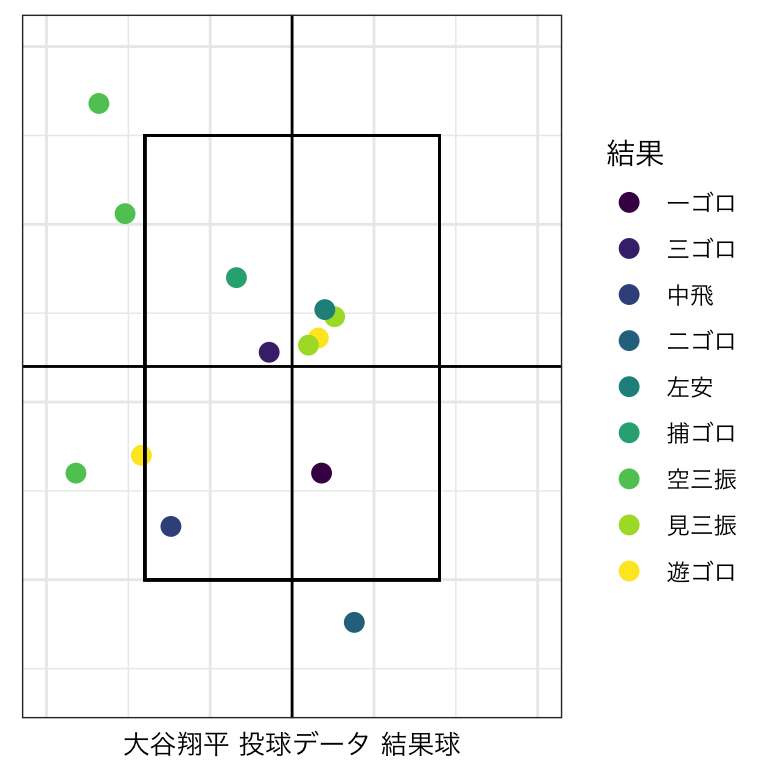 結果
一ゴロ
三ゴロ
中飛
二ゴロ
左安
捕ゴロ
空三振
見三振
遊ゴロ
大谷翔平 投球データ 結果球